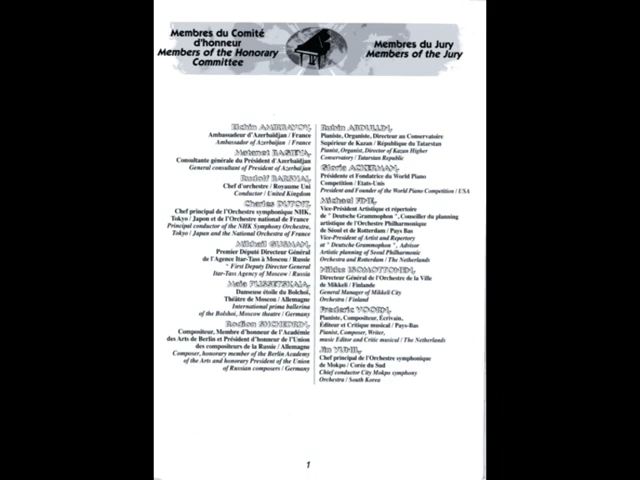 Membres du Comité
d'honneur
Members of the Honorary
Committee
Membres du Jury
Members of the Jury
Elchin AMIRBAYOV,
Ambassadeur d'Azerbaïdjan / France
Ambassador of Azerbaijan / France
Consultante générale du Président d'Azerbaïdjan
General consultant of President of Azerbaijan
Rudolf BARSHAI,
Chef d'orchestre / Royaume Uni
Conductor / United Kingdom
Charles DUTOIT,
Chef principal de l'Orchestre symphonique NHK,
Tokyo / Japon et de l'Orchestre national de France
Principal conductor of the NHK Symphony Orchestra,
Tokyo / Japan and the National Orchestra of France
Mikhail GUSMAN,
Premier Députe Directeur Général
de l'Agence Itar-Tass à Moscou / Russie
" First Deputy Director General
Itar-Tass Agency of Moscow / Russia
Maïa PLISSETSKAIA,
Danseuse étoile du Bolchoï,
Théâtre de Moscou / Allemagne
International prima ballerina
of the Bolshoi, Moscow theatre / Germany
Rodion SHCHEDRIN,
Compositeur, Membre d'honneur de l'Académie
des Arts de Berlin et Président d'honneur de l'Union
des compositeurs de la Russie / Allemagne
Composer, honorary member of the Berlin Academy
of the Arts and honorary President of the Union
of Russian composers / Germany
Rubin ABDULLIN,
Pianiste, Organiste, Directeur au Conservatoire
Supérieur de Kazan / République du Tatarstan
Pianist, Organist, Director of Kazan Higher
Conservatory / Tatarstan Republic
Gloria ACKERMAN,
Présidente et Fondatrice du World Piano
Competition / Etats-Unis
President and Founder of the World Piano Competition / USA
Michael FINE,
Vice-Président Artistique et répertoire
de " Deutsche Grammophon ", Conseiller du planning
artistique de l'Orchestre Philharmonique
de Séoul et de Rotterdam / Pays Bas
Vice-President of Artist and Repertory
at " Deutsche Grammophon ", Advisor
Artistic planning of Seoul Philharmonic
Orchestra and Rotterdam / The Netherlands
Directeur Général de l'Orchestre de la Ville
de Mikkeli / Finlande
General Manager of Mikkeli City
Orchestra / Finland
Frederic VOORN,
Pianiste, Compositeur, Écrivain,
Éditeur et Critique musical / Pays-Bas
Pianist, Composer, Writer,
music Editor and Critic musical / The Netherlands
Chef principal de l'Orchestre symphonique
de Mokpo / Corée du Sud
Chief conductor City Mokpo symphony
Orchestra / South Korea
1